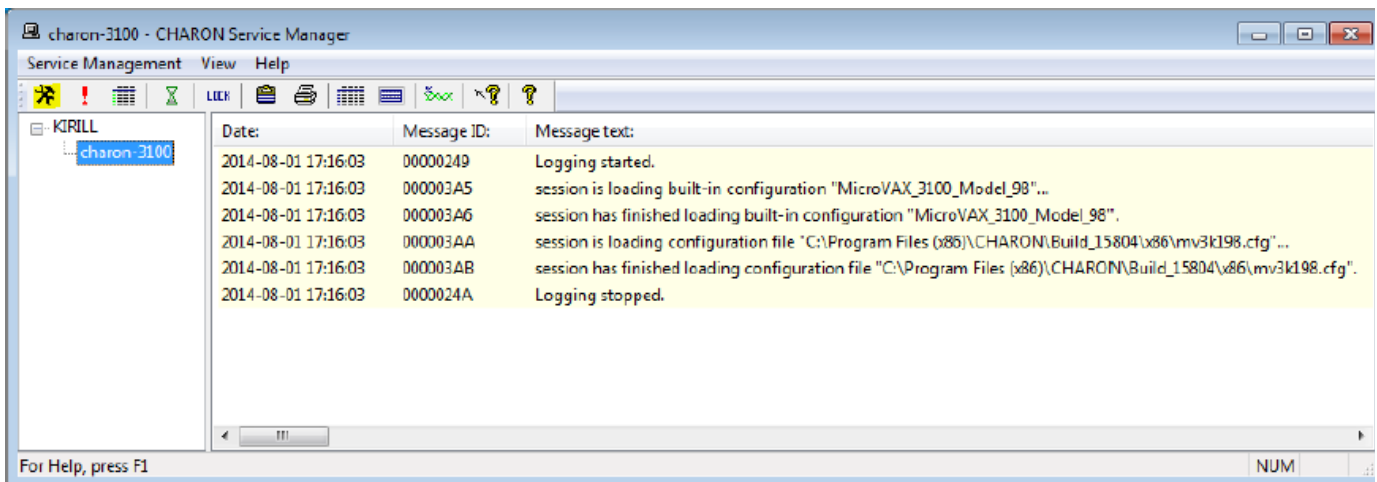 charon-3100 - CHARON Service Manager
Service Management View Help
LOCK
KIRILL
charon-3100
Date: Message ID: Message text:
2014-08-01 17:16:03 00000249 Logging started.
2014-08-01 17:16:03 000003A5 session is loading built-in configuration "MicroVAX_3100_Model_98"...
2014-08-01 17:16:03 000003A6 session has finished loading built-in configuration "MicroVAX_3100_Model_98".
2014-08-01 17:16:03 000003AA session is loading configuration file "C:\Program Files (x86)\CHARON\Build_15804\x86\mv3k198.cfg"...
2014-08-01 17:16:03 000003AB session has finished loading configuration file "C:\Program Files (x86)\CHARON\Build_15804\x86\mv3k198.cfg".
2014-08-01 17:16:03 0000024A Logging stopped.
For Help, press F1 NUM